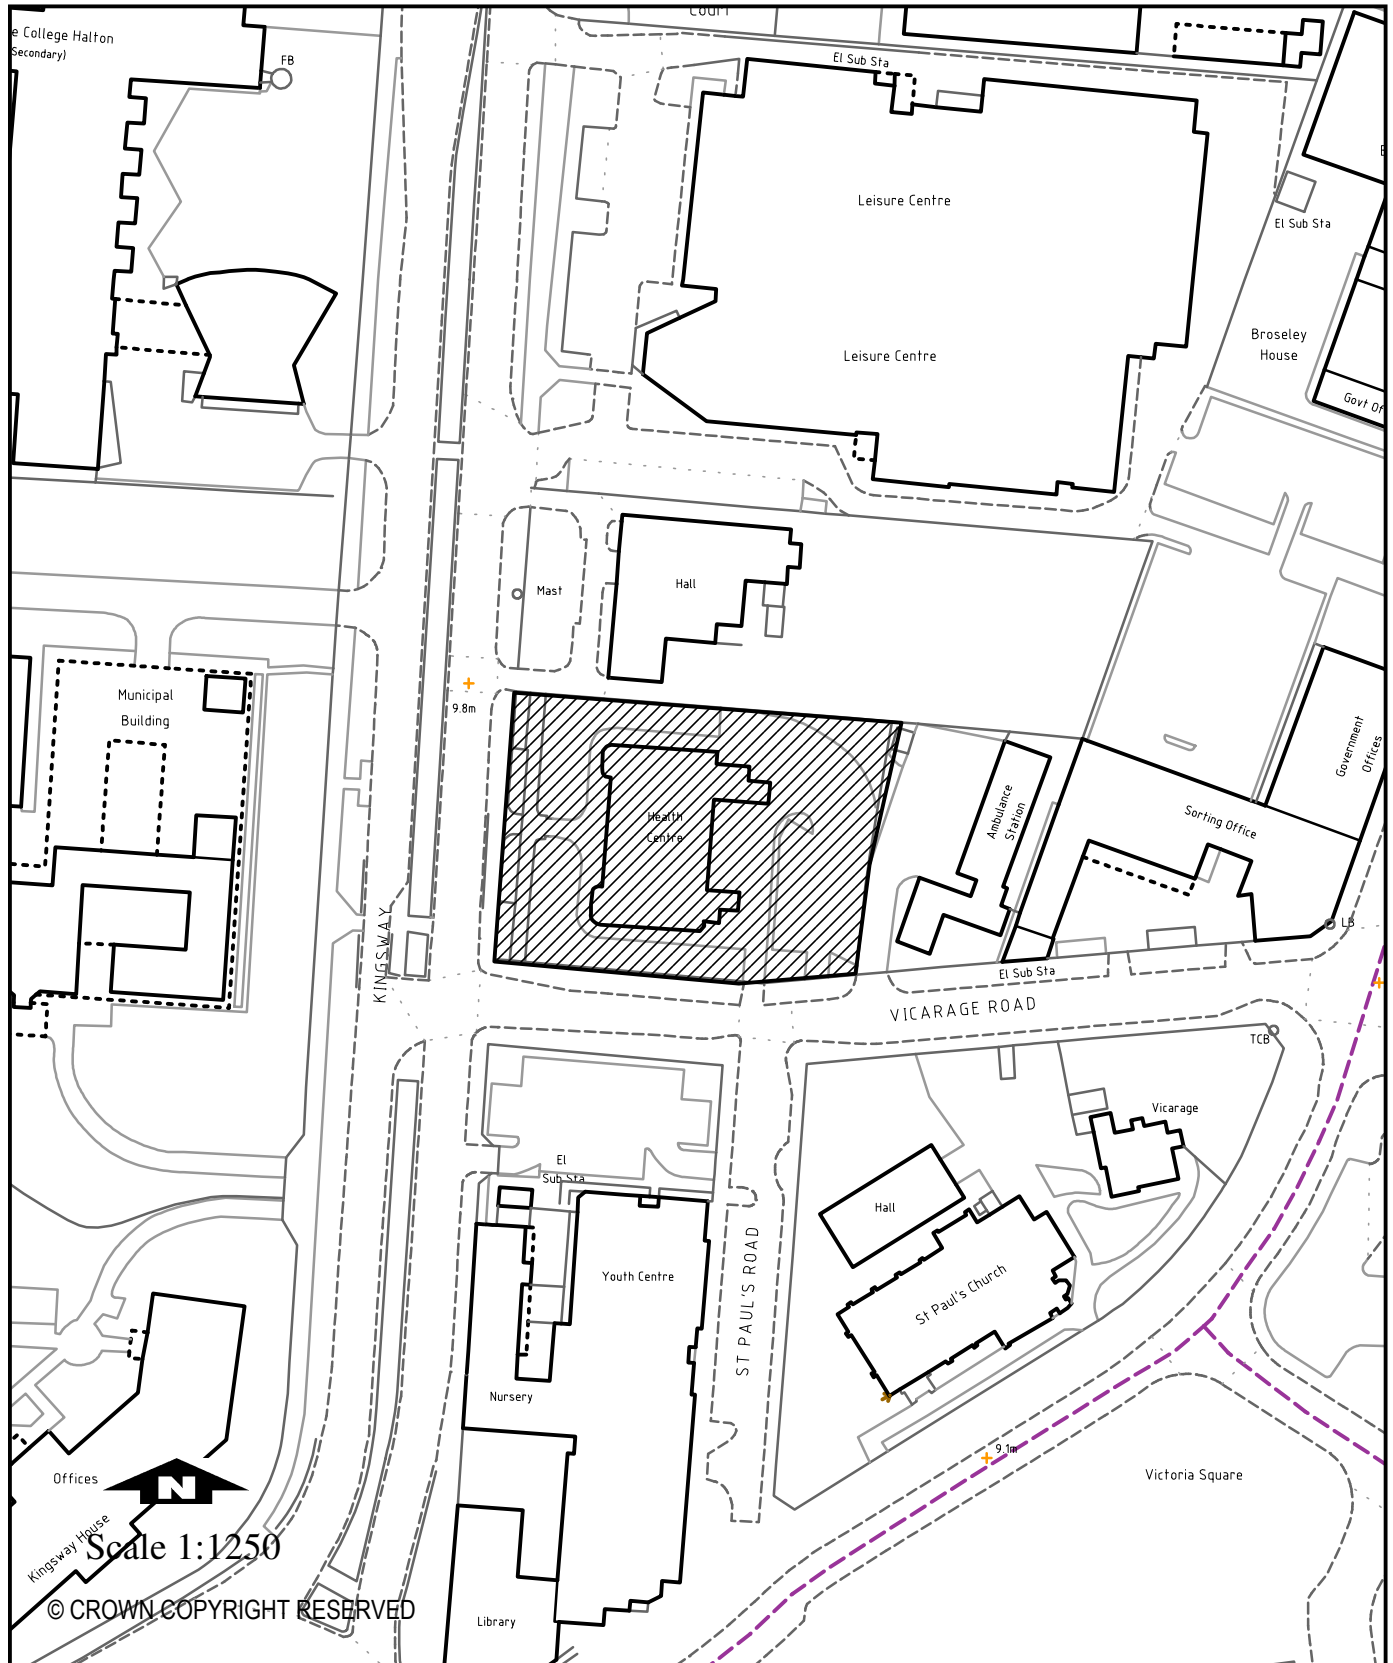 e College Halton
Secondary)
FB
El Sub Sta
Leisure Centre
El Sub Sta
Leisure Centre
Broseley
House
Govt Of
Mast
Hall
Municipal
Building
9.8m
Health
Centre
Ambulance
Station
Sorting Office
Government
Offices
LB
KINGSWAY
El Sub Sta
VICARAGE ROAD
TCB
Vicarage
El
Sub Sta
Hall
Youth Centre
ST PAUL'S ROAD
St Paul's Church
Nursery
9.1m
Victoria Square
Offices
N
Kingsway House
Scale 1:1250
© CROWN COPYRIGHT RESERVED
Library